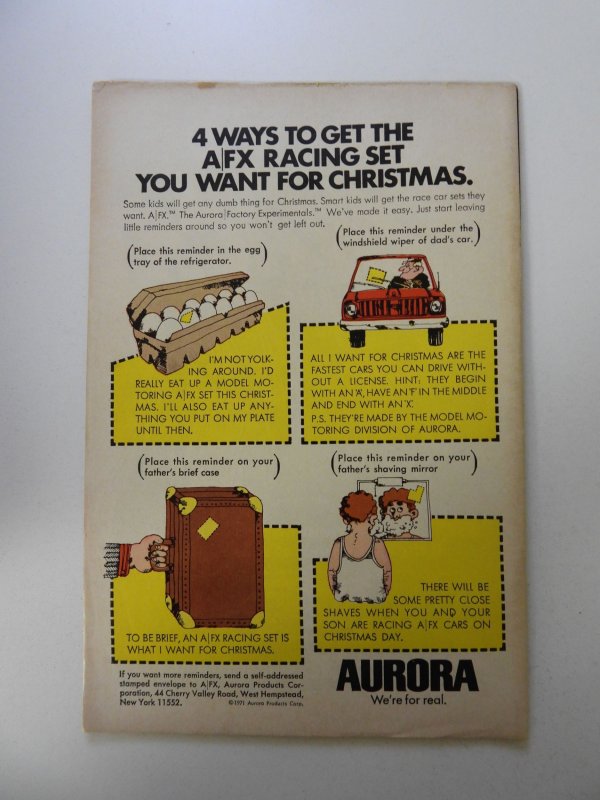 4 WAYS TO GET THE
A|FX RACING SET
YOU WANT FOR CHRISTMAS.
Some kids will get any dumb thing for Christmas. Smart kids will get the race car sets they
want. A|FX.™ The Aurora Factory Experimentals.™ We've made it easy. Just start leaving
little reminders around so you won't get left out.
(Place this reminder in the egg
tray of the refrigerator.)
I'M NOT YOLK-
ING AROUND. I'D
REALLY EAT UP A MODEL MO-
TORING A|FX SET THIS CHRIST-
MAS. I'LL ALSO EAT UP ANY-
THING YOU PUT ON MY PLATE
UNTIL THEN.
(Place this reminder under the
windshield wiper of dad's car.)
ALL I WANT FOR CHRISTMAS ARE THE
FASTEST CARS YOU CAN DRIVE WITH-
OUT A LICENSE. HINT: THEY BEGIN
WITH AN 'A', HAVE AN 'F' IN THE MIDDLE
AND END WITH AN 'X'.
P.S. THEY'RE MADE BY THE MODEL MO-
TORING DIVISION OF AURORA.
(Place this reminder on your
father's brief case)
TO BE BRIEF, AN A|FX RACING SET IS
WHAT I WANT FOR CHRISTMAS.
(Place this reminder on your
father's shaving mirror)
THERE WILL BE
SOME PRETTY CLOSE
SHAVES WHEN YOU AND YOUR
SON ARE RACING A|FX CARS ON
CHRISTMAS DAY.
If you want more reminders, send a self-addressed
stamped envelope to A|FX, Aurora Products Cor-
poration, 44 Cherry Valley Road, West Hempstead,
New York 11552.
©1971 Aurora Products Corp.
AURORA
We're for real.